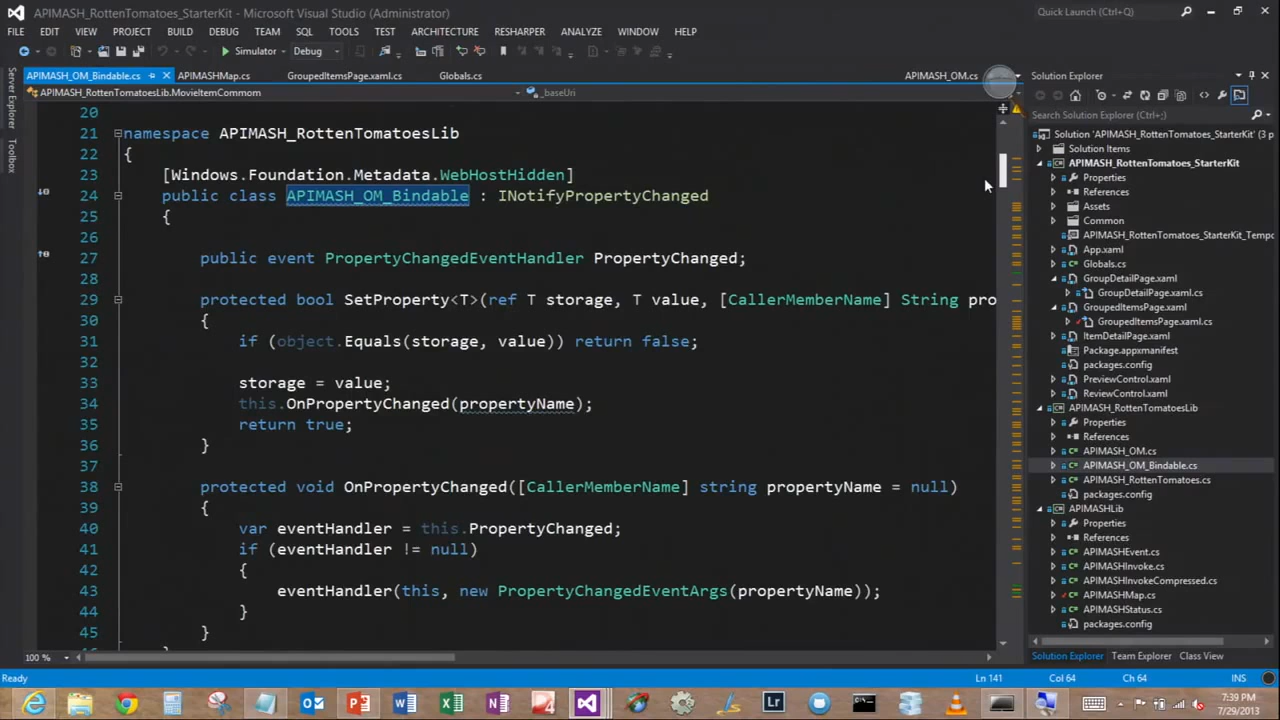 APIMASH_RottenTomatoes_StarterKit - Microsoft Visual Studio (Administrator)
Quick Launch (Ctrl+;)
FILE EDIT VIEW PROJECT BUILD DEBUG TEAM SQL TOOLS TEST ARCHITECTURE RESHARPER ANALYZE WINDOW HELP
Simulator Debug
APIMASH_OM_Bindable.cs APIMASHMap.cs GroupedItemsPage.xaml.cs Globals.cs APIMASH_OM.cs
APIMASH_RottenTomatoesLib.MovieItemCommom _baseUri
Server Explorer
Toolbox
20
21 namespace APIMASH_RottenTomatoesLib
22 {
23 [Windows.Foundation.Metadata.WebHostHidden]
24 public class APIMASH_OM_Bindable : INotifyPropertyChanged
25 {
26
27 public event PropertyChangedEventHandler PropertyChanged;
28
29 protected bool SetProperty<T>(ref T storage, T value, [CallerMemberName] String pro
30 {
31 if (object.Equals(storage, value)) return false;
32
33 storage = value;
34 this.OnPropertyChanged(propertyName);
35 return true;
36 }
37
38 protected void OnPropertyChanged([CallerMemberName] string propertyName = null)
39 {
40 var eventHandler = this.PropertyChanged;
41 if (eventHandler != null)
42 {
43 eventHandler(this, new PropertyChangedEventArgs(propertyName));
44 }
45 }
100 %
Solution Explorer
Search Solution Explorer (Ctrl+;)
Solution 'APIMASH_RottenTomatoes_StarterKit'
Solution Items
APIMASH_RottenTomatoes_StarterKit
Properties
References
Assets
Common
APIMASH_RottenTomatoes_StarterKit_Tempo
App.xaml
Globals.cs
GroupDetailPage.xaml
GroupDetailPage.xaml.cs
GroupedItemsPage.xaml
GroupedItemsPage.xaml.cs
ItemDetailPage.xaml
Package.appxmanifest
packages.config
PreviewControl.xaml
ReviewControl.xaml
APIMASH_RottenTomatoesLib
Properties
References
APIMASH_OM.cs
APIMASH_OM_Bindable.cs
APIMASH_RottenTomatoes.cs
packages.config
APIMASHLib
Properties
References
APIMASHEvent.cs
APIMASHInvoke.cs
APIMASHInvokeCompressed.cs
APIMASHMap.cs
APIMASHStatus.cs
packages.config
Solution Explorer Team Explorer Class View
Ready Ln 141 Col 64 Ch 64 INS
Lr
7:39 PM
7/29/2013